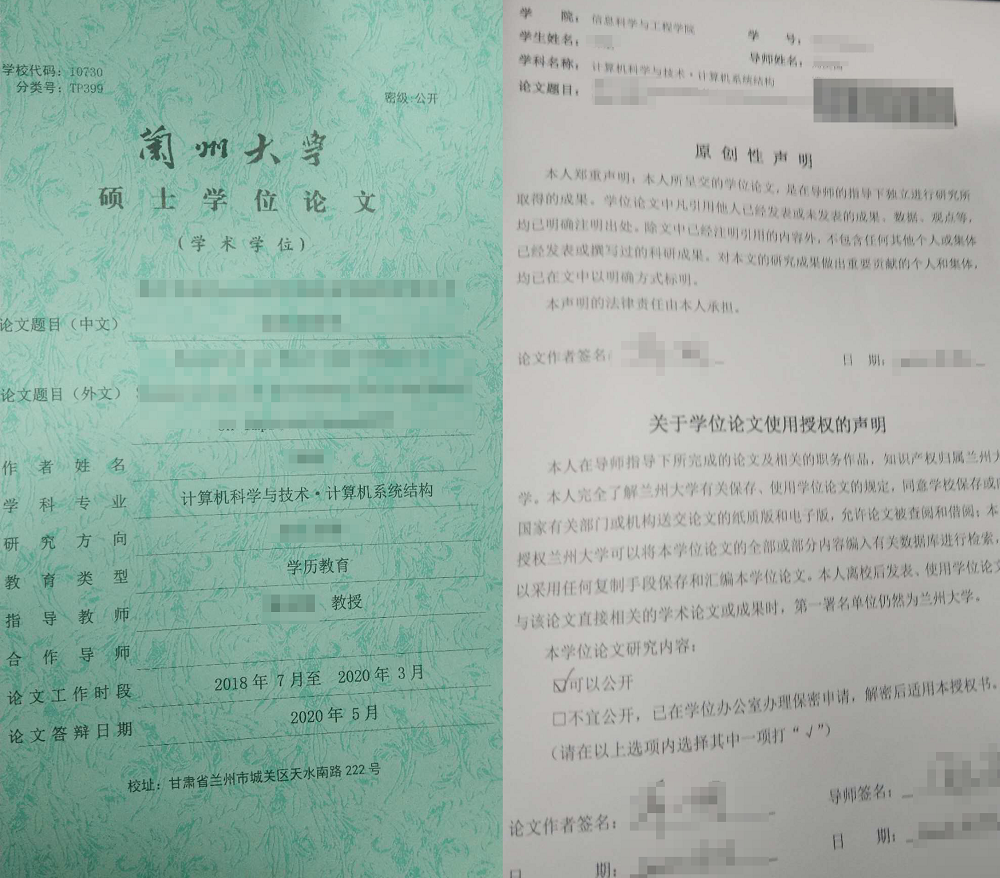 学校代码：10730
分类号：TP399
密级:公开
兰州大学
硕士学位论文
（学术学位）
论文题目（中文）
论文题目（外文）
作者姓名
学科专业 计算机科学与技术·计算机系统结构
研究方向
教育类型 学历教育
指导教师 教授
合作导师
论文工作时段 2018年7月至 2020年3月
论文答辩日期 2020年5月
校址：甘肃省兰州市城关区天水南路222号
学 院：信息科学与工程学院
学 号：
学生姓名：
导师姓名：
学科名称：计算机科学与技术·计算机系统结构
论文题目：
原创性声明
本人郑重声明：本人所呈交的学位论文，是在导师的指导下独立进行研究所
取得的成果。学位论文中凡引用他人已经发表或未发表的成果、数据、观点等，
均已明确注明出处。除文中已经注明引用的内容外，不包含任何其他个人或集体
已经发表或撰写过的科研成果。对本文的研究成果做出重要贡献的个人和集体，
均已在文中以明确方式标明。
本声明的法律责任由本人承担。
论文作者签名：
日 期：
关于学位论文使用授权的声明
本人在导师指导下所完成的论文及相关的职务作品，知识产权归属兰州大
学。本人完全了解兰州大学有关保存、使用学位论文的规定，同意学校保存或向
国家有关部门或机构送交论文的纸质版和电子版，允许论文被查阅和借阅；本
授权兰州大学可以将本学位论文的全部或部分内容编入有关数据库进行检索，
以采用任何复制手段保存和汇编本学位论文。本人离校后发表、使用学位论文
与该论文直接相关的学术论文或成果时，第一署名单位仍然为兰州大学。
本学位论文研究内容：
☑可以公开
□不宜公开，已在学位办公室办理保密申请，解密后适用本授权书。
（请在以上选项内选择其中一项打“√”）
论文作者签名：
导师签名：
日 期：
日 期：